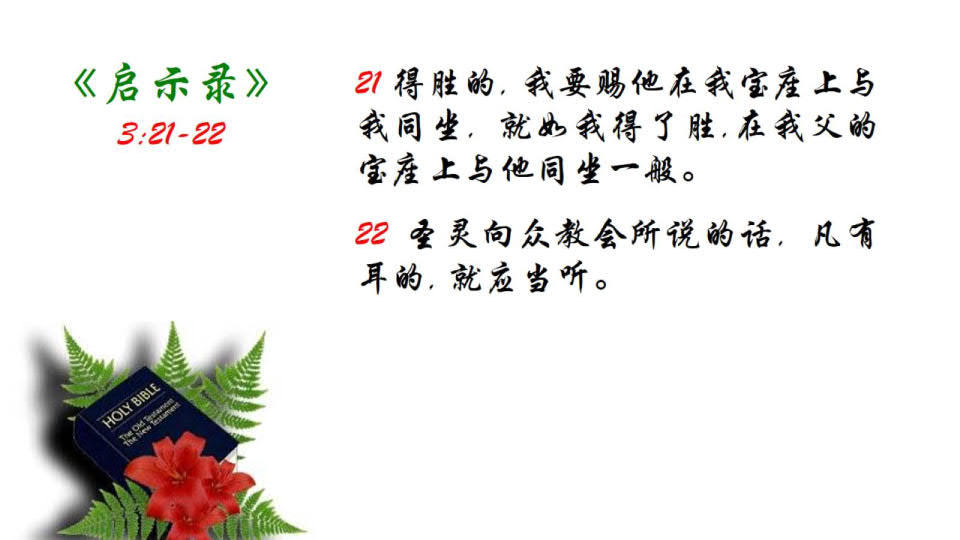 《启示录》
3:21-22
21 得胜的，我要赐他在我宝座上与
我同坐，就如我得了胜，在我父的
宝座上与他同坐一般。
22 圣灵向众教会所说的话，凡有
耳的，就应当听。
HOLY BIBLE
The Old Testament
The New Testament